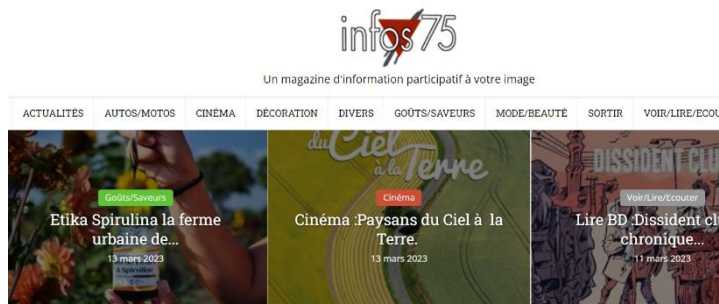 infos 75
Un magazine d'information participatif à votre image
ACTUALITÉS AUTOS/MOTOS CINÉMA DÉCORATION DIVERS GOÛTS/SAVEURS MODE/BEAUTÉ SORTIR VOIR/LIRE/ECOU
du Ciel
à la Terre
DISSIDENT CLU
Goûts/Saveurs
Etika Spirulina la ferme
urbaine de...
13 mars 2023
Cinéma
Cinéma :Paysans du Ciel à la
Terre.
13 mars 2023
Voir/Lire/Ecouter
Lire BD :Dissident cl
chronique...
11 mars 2023
& Spiruline